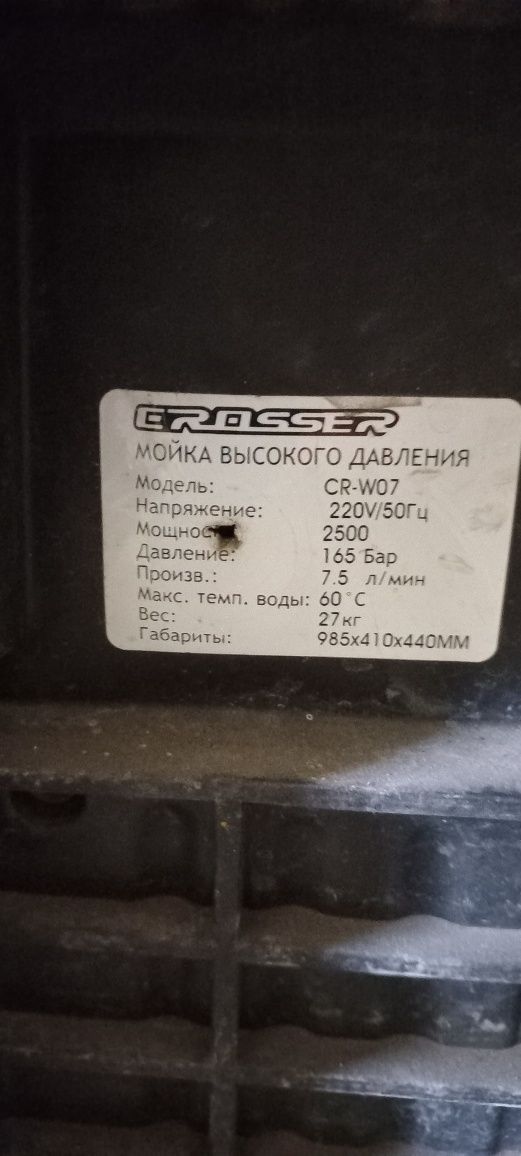 CROSSER
МОЙКА ВЫСОКОГО ДАВЛЕНИЯ
Модель: CR-W07
Напряжение: 220V/50Гц
2500
Давление: 165 Бар
Произв.: 7.5 л/мин
Макс. темп. воды: 60°C
Вес: 27кг
Габариты: 985х410х440ММ